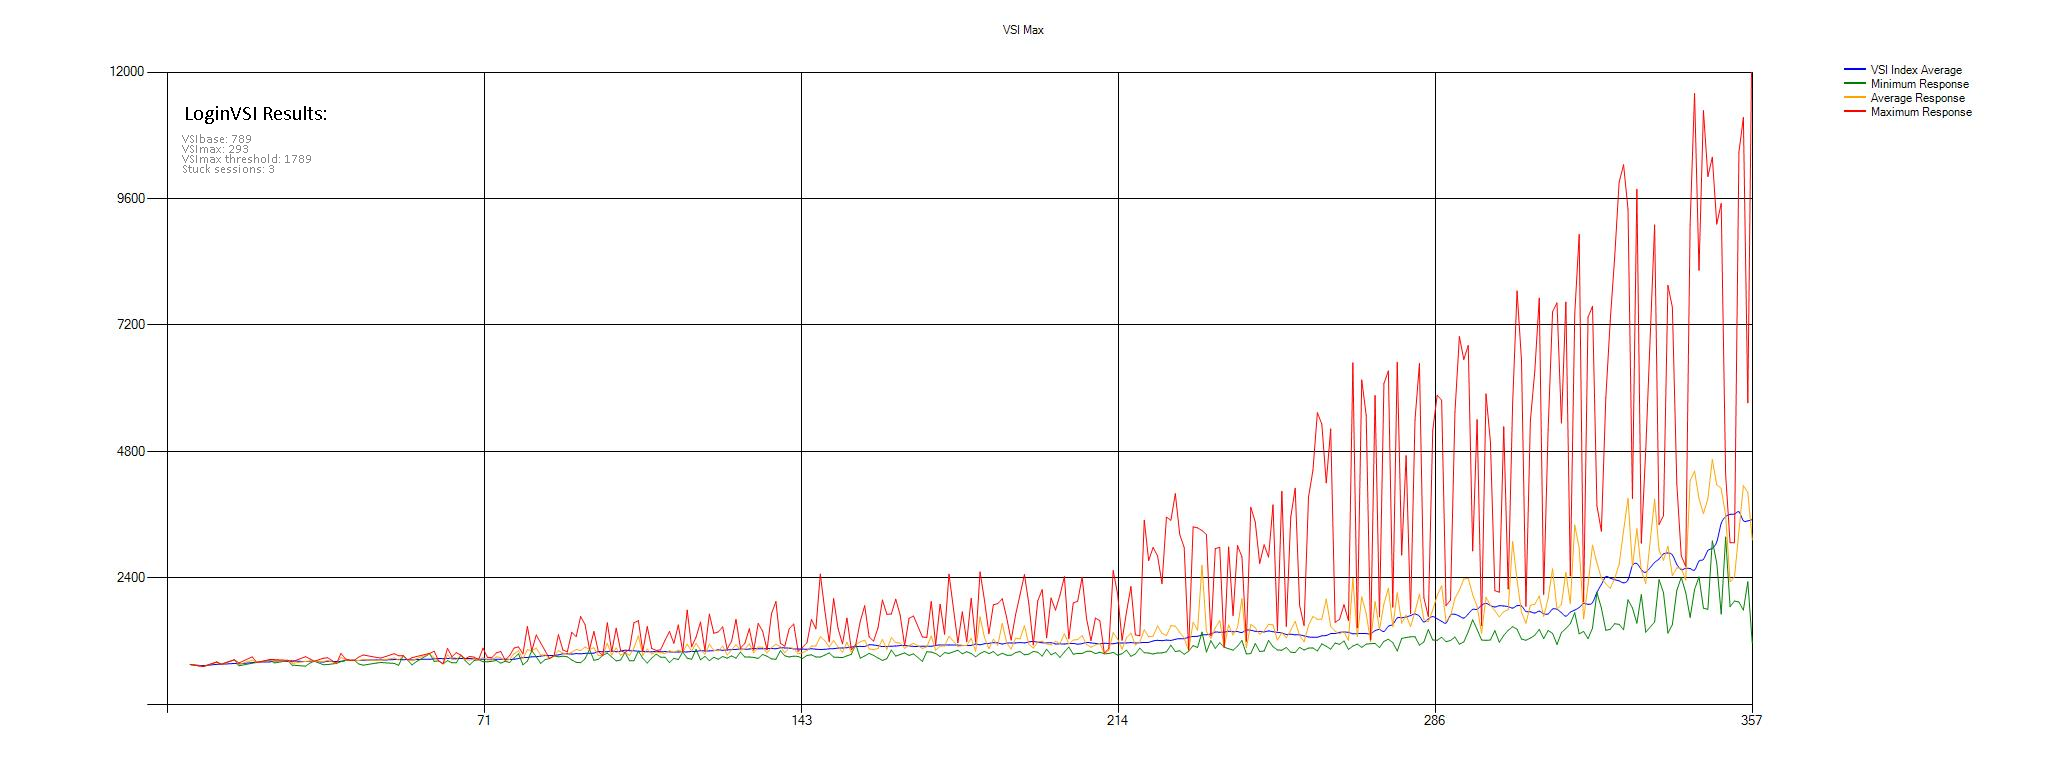 VSI Max
12000
9600
7200
4800
2400
71
143
214
286
357
LoginVSI Results:
VSIbase: 789
VSImax: 293
VSImax threshold: 1789
Stuck sessions: 3
VSI Index Average
Minimum Response
Average Response
Maximum Response